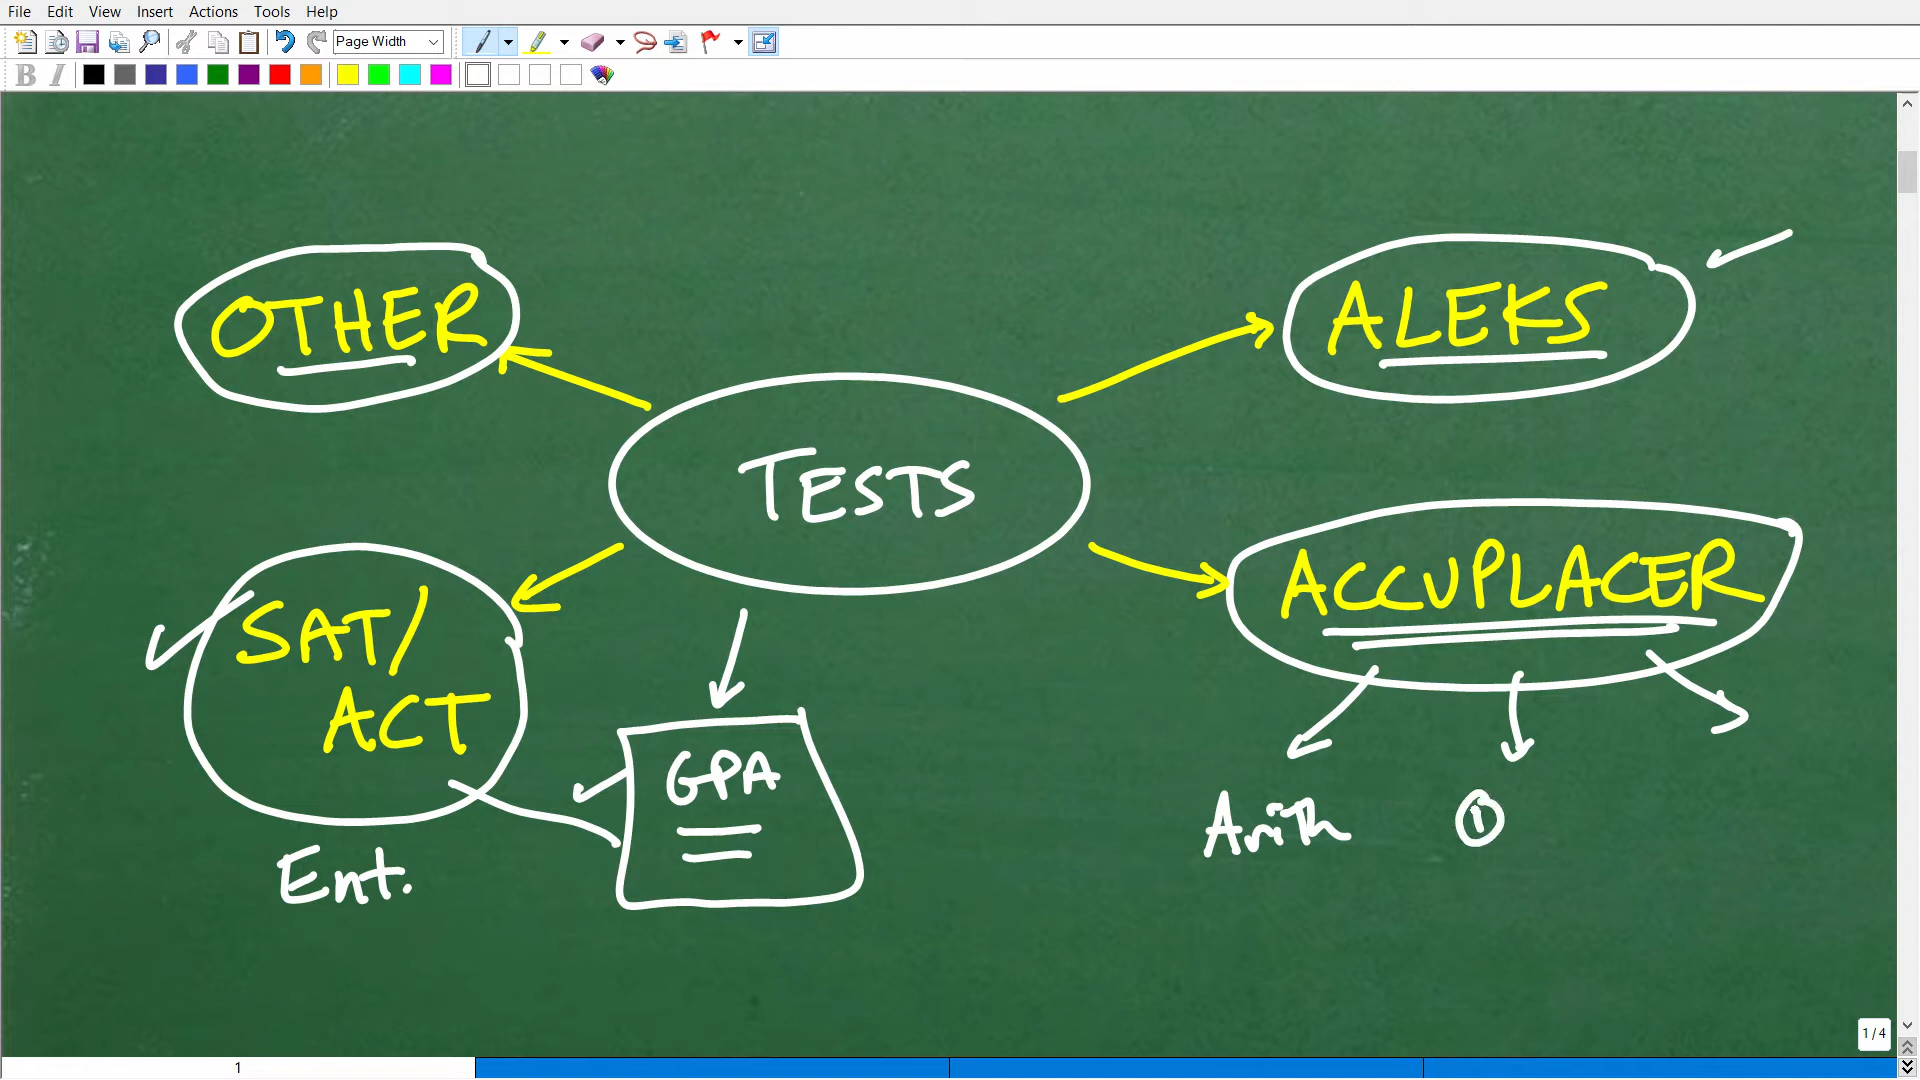 File Edit View Insert Actions Tools Help
Page Width
B I
OTHER
ALEKS
TESTS
SAT/
ACT
ACCUPLACER
GPA
Arith
1
Ent.
1 / 4
1